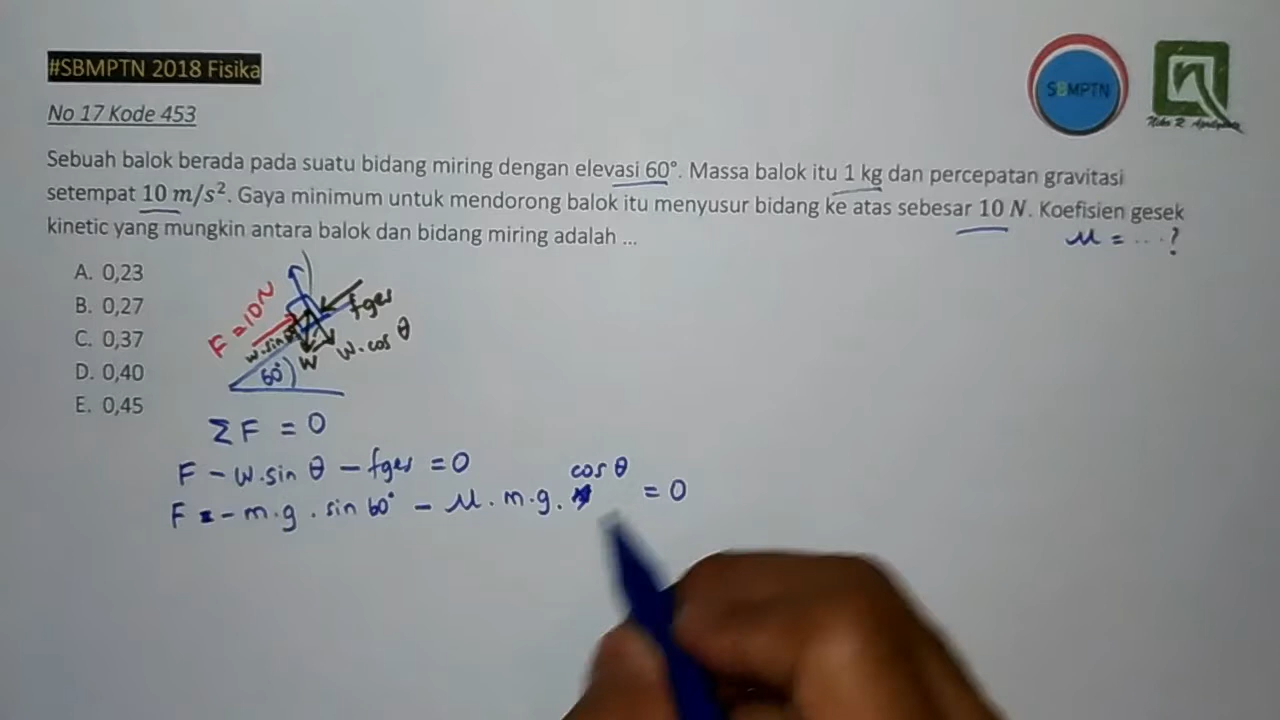 #SBMPTN 2018 Fisika
SBMPTN
No 17 Kode 453
Sebuah balok berada pada suatu bidang miring dengan elevasi 60°. Massa balok itu 1 kg dan percepatan gravitasi
setempat 10 m/s². Gaya minimum untuk mendorong balok itu menyusur bidang ke atas sebesar 10 N. Koefisien gesek
kinetic yang mungkin antara balok dan bidang miring adalah ...
μ = ...?
A. 0,23
B. 0,27
C. 0,37
D. 0,40
E. 0,45
F = 10 N
fges
w.sin θ
W
W.cos θ
60°
ΣF = 0
F - w.sin θ - fges = 0
cos θ
F - m.g . sin 60° - μ. m.g. = 0